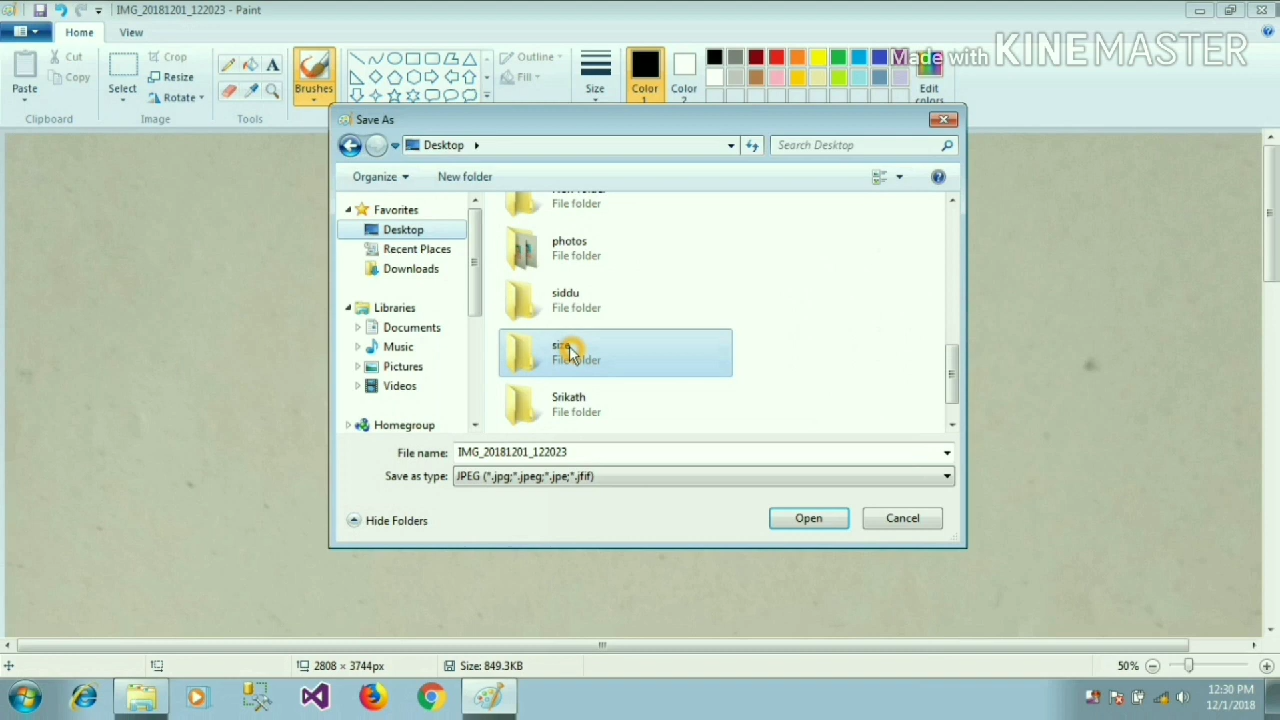 IMG_20181201_122023 - Paint
Home View
Made with KINEMASTER
Paste
Cut
Copy
Clipboard
Select
Crop
Resize
Rotate
Image
Tools
Brushes
Outline
Fill
Size
Color 1
Color 2
Edit colors
Save As
Desktop
Search Desktop
Organize New folder
Favorites
Desktop
Recent Places
Downloads
Libraries
Documents
Music
Pictures
Videos
Homegroup
New folder
File folder
photos
File folder
siddu
File folder
File folder
Srikath
File folder
File name: IMG_20181201_122023
Save as type: JPEG (*.jpg;*.jpeg;*.jpe;*.jfif)
Hide Folders
Open Cancel
2808 × 3744px
Size: 849.3KB
50%
12:30 PM
12/1/2018